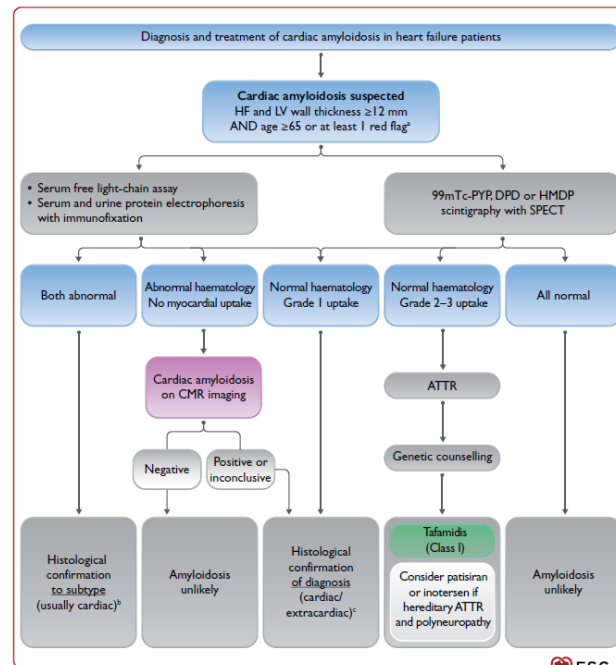 Diagnosis and treatment of cardiac amyloidosis in heart failure patients
Cardiac amyloidosis suspected
HF and LV wall thickness ≥12 mm
AND age ≥65 or at least 1 red flagᵃ
• Serum free light-chain assay
• Serum and urine protein electrophoresis
with immunofixation
99mTc-PYP, DPD or HMDP
scintigraphy with SPECT
Both abnormal
Abnormal haematology
No myocardial uptake
Normal haematology
Grade 1 uptake
Normal haematology
Grade 2–3 uptake
All normal
Cardiac amyloidosis
on CMR imaging
ATTR
Negative
Positive or
inconclusive
Genetic counselling
Histological
confirmation
to subtype
(usually cardiac)ᵇ
Amyloidosis
unlikely
Histological
confirmation
of diagnosis
(cardiac/
extracardiac)ᶜ
Tafamidis
(Class I)
Consider patisiran
or inotersen if
hereditary ATTR
and polyneuropathy
Amyloidosis
unlikely